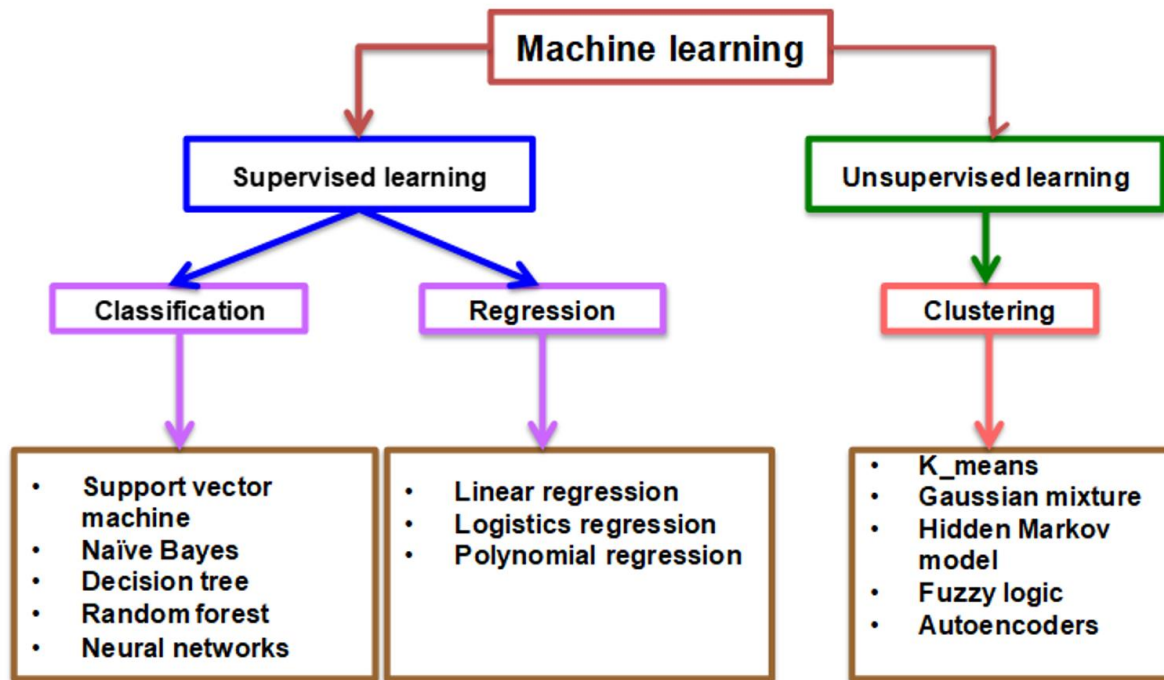 Machine learning
Supervised learning
Unsupervised learning
Classification
Regression
Clustering
• Support vector
machine
• Naïve Bayes
• Decision tree
• Random forest
• Neural networks
• Linear regression
• Logistics regression
• Polynomial regression
• K_means
• Gaussian mixture
• Hidden Markov
model
• Fuzzy logic
• Autoencoders